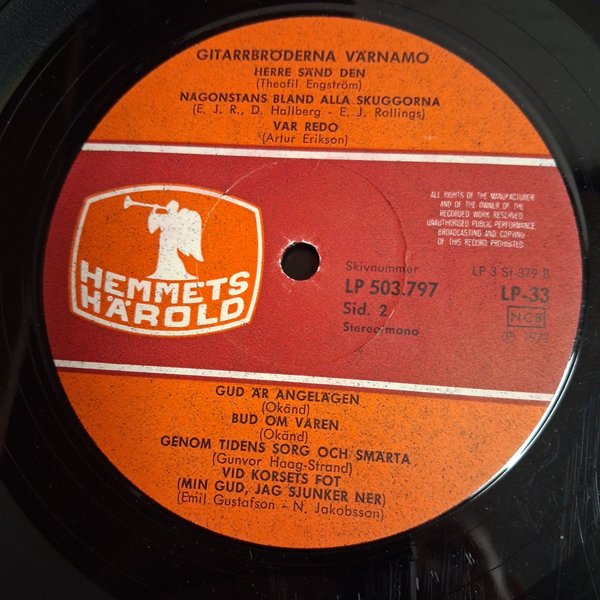 GITARRBRÖDERNA VÄRNAMO
HERRE SÄND DEN
(Theofil Engström)
NÅGONSTANS BLAND ALLA SKUGGORNA
(E. J. R., D. Hallberg - E. J. Rollings)
VAR REDO
(Artur Erikson)
HEMMETS
HÄROLD
ALL RIGHTS OF THE MANUFACTURER
AND OF THE OWNER OF THE
RECORDED WORK RESERVED
UNAUTHORISED PUBLIC PERFORMANCE
BROADCASTING AND COPYING
OF THIS RECORD PROHIBITED
Skivnummer
LP 503.797
Sid. 2
Stereo/mono
LP 3 St 379 B
LP-33
NCB
GUD ÄR ANGELÄGEN
(Okänd)
BUD OM VÅREN
(Okänd)
GENOM TIDENS SORG OCH SMÄRTA
(Gunvor Haag-Strand)
VID KORSETS FOT
(MIN GUD, JAG SJUNKER NER)
(Emil Gustafson - N. Jakobsson)